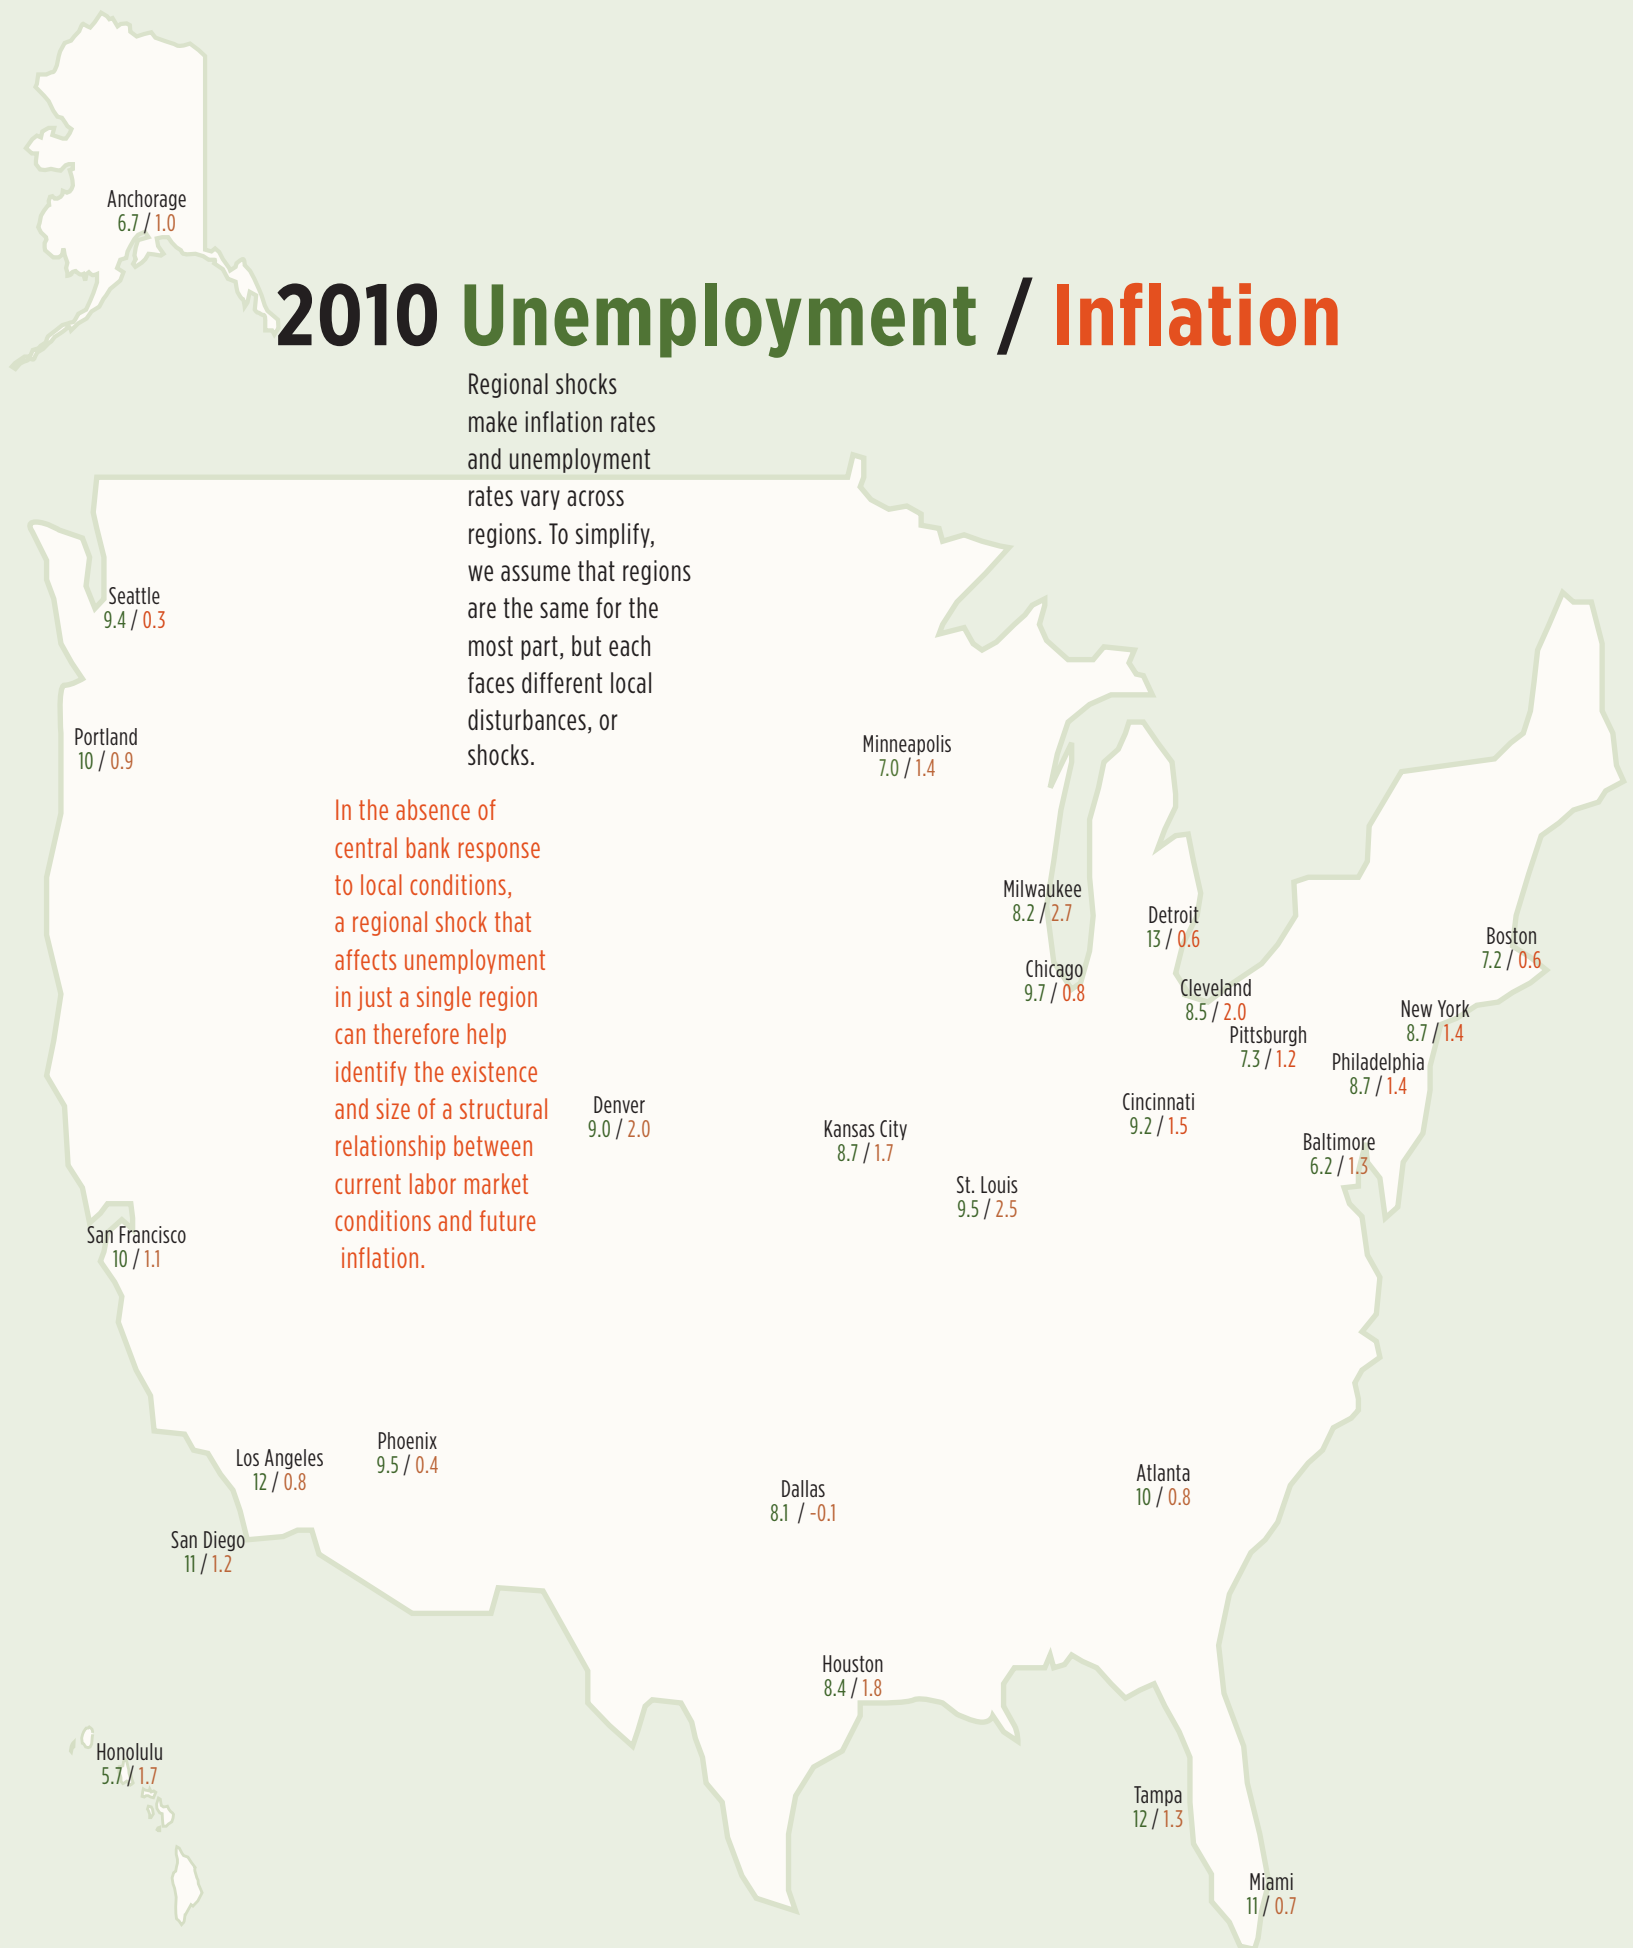 Anchorage
6.7 / 1.0
2010 Unemployment / Inflation
Regional shocks
make inflation rates
and unemployment
rates vary across
regions. To simplify,
we assume that regions
are the same for the
most part, but each
faces different local
disturbances, or
shocks.
In the absence of
central bank response
to local conditions,
a regional shock that
affects unemployment
in just a single region
can therefore help
identify the existence
and size of a structural
relationship between
current labor market
conditions and future
inflation.
Seattle
9.4 / 0.3
Portland
10 / 0.9
Minneapolis
7.0 / 1.4
Milwaukee
8.2 / 2.7
Detroit
13 / 0.6
Boston
7.2 / 0.6
Chicago
9.7 / 0.8
Cleveland
8.5 / 2.0
New York
8.7 / 1.4
Pittsburgh
7.3 / 1.2
Philadelphia
8.7 / 1.4
Denver
9.0 / 2.0
Kansas City
8.7 / 1.7
Cincinnati
9.2 / 1.5
Baltimore
6.2 / 1.3
St. Louis
9.5 / 2.5
San Francisco
10 / 1.1
Los Angeles
12 / 0.8
Phoenix
9.5 / 0.4
Dallas
8.1 / -0.1
Atlanta
10 / 0.8
San Diego
11 / 1.2
Houston
8.4 / 1.8
Honolulu
5.7 / 1.7
Tampa
12 / 1.3
Miami
11 / 0.7